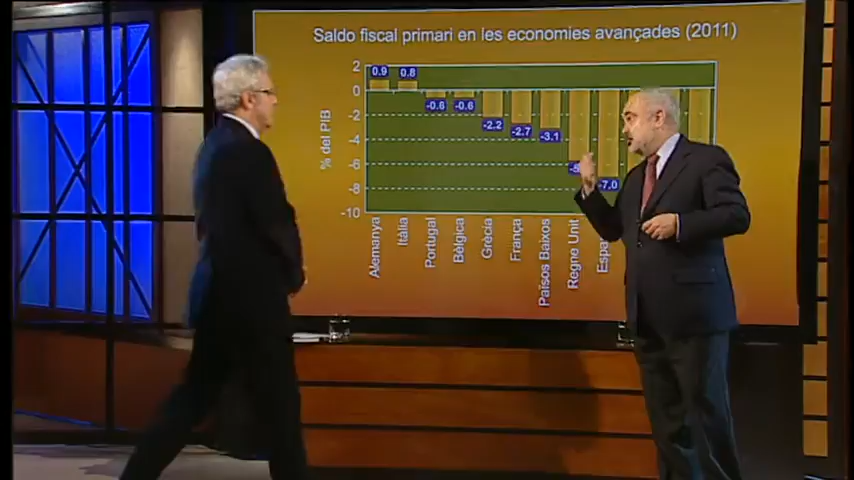 Saldo fiscal primari en les economies avançades (2011)
% del PIB
2
0
-2
-4
-6
-8
-10
0.9
0.8
-0.6
-0.6
-2.2
-2.7
-3.1
-7.0
Alemanya
Itàlia
Portugal
Bèlgica
Grècia
França
Països Baixos
Regne Unit